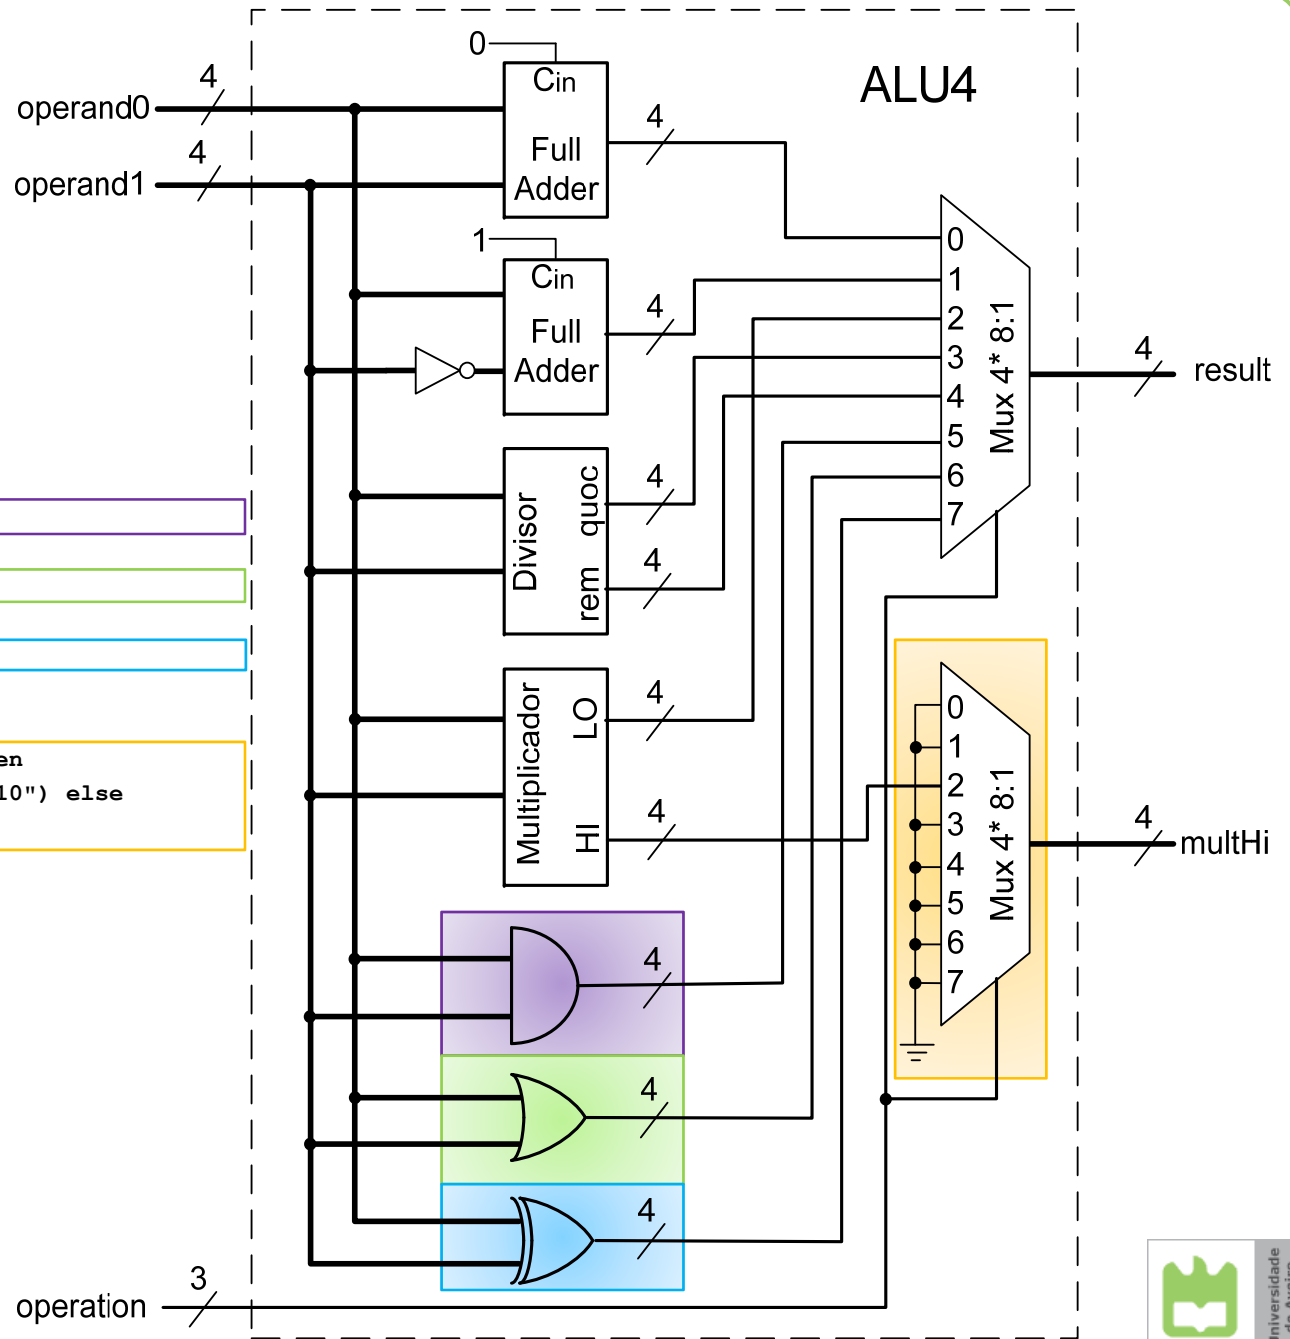 ALU4
operand0
4
operand1
4
0
Cin
Full
Adder
4
1
Cin
Full
Adder
4
Divisor
quoc
4
rem
4
Multiplicador
LO
4
HI
4
4
4
4
0
1
2
3
4
5
6
7
Mux 4* 8:1
4
result
0
1
2
3
4
5
6
7
Mux 4* 8:1
4
multHi
en
10") else
operation
3